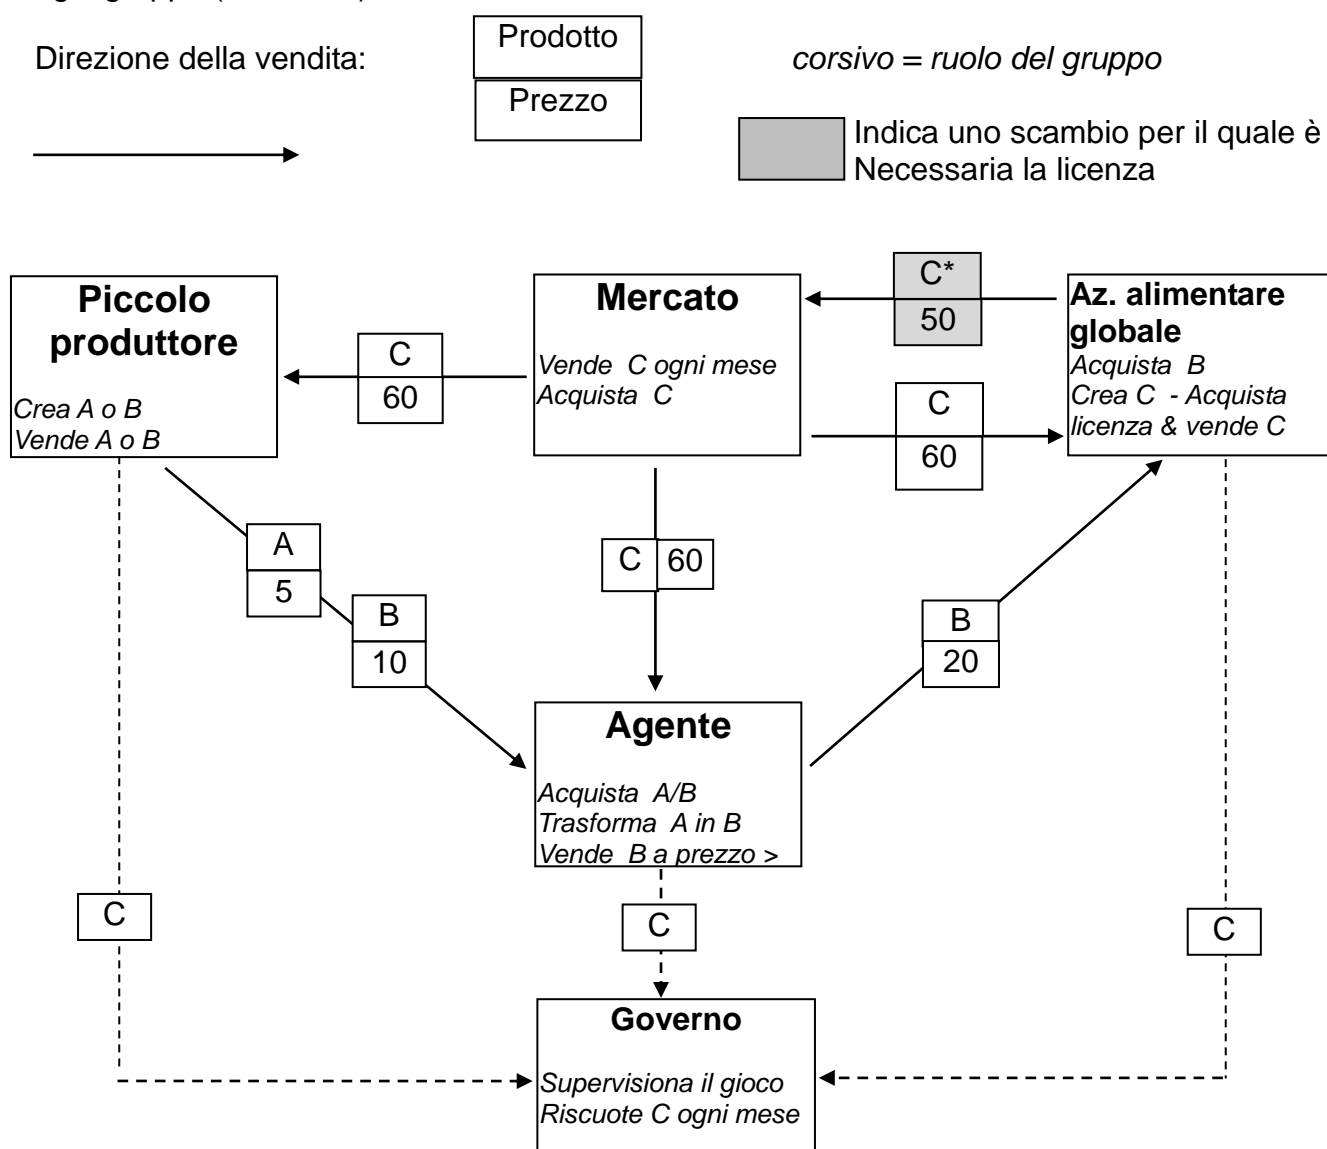 Direzione della vendita:
Prodotto
Prezzo
corsivo = ruolo del gruppo
Indica uno scambio per il quale è
Necessaria la licenza
Piccolo
produttore
Crea A o B
Vende A o B
C
60
Mercato
Vende C ogni mese
Acquista C
C*
50
C
60
Az. alimentare
globale
Acquista B
Crea C - Acquista
licenza & vende C
A
5
B
10
C 60
B
20
Agente
Acquista A/B
Trasforma A in B
Vende B a prezzo >
C
C
C
Governo
Supervisiona il gioco
Riscuote C ogni mese